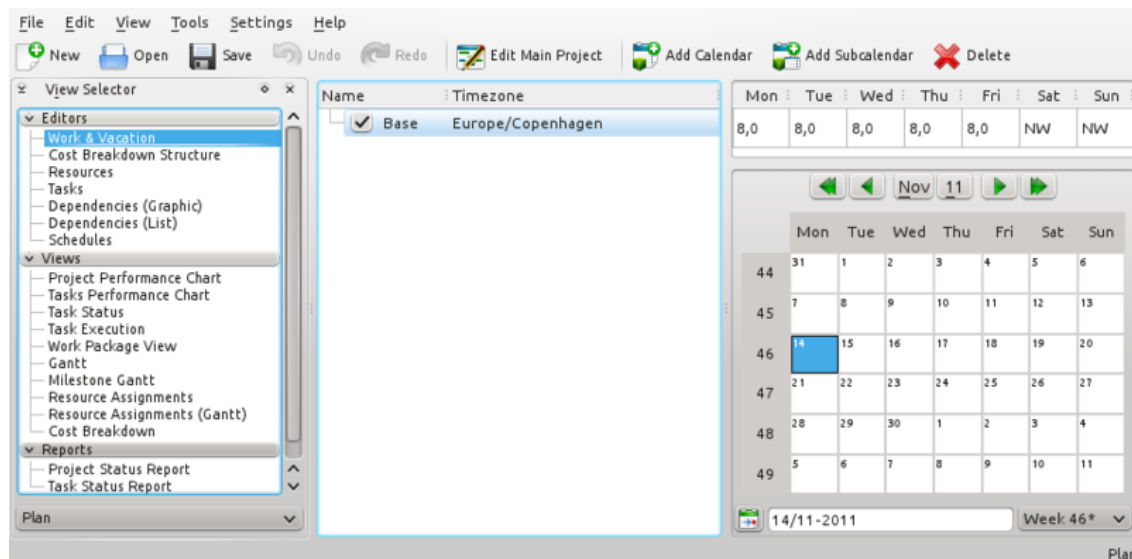 File Edit View Tools Settings Help
New Open Save Undo Redo Edit Main Project Add Calendar Add Subcalendar Delete
View Selector
Editors
Work & Vacation
Cost Breakdown Structure
Resources
Tasks
Dependencies (Graphic)
Dependencies (List)
Schedules
Views
Project Performance Chart
Tasks Performance Chart
Task Status
Task Execution
Work Package View
Gantt
Milestone Gantt
Resource Assignments
Resource Assignments (Gantt)
Cost Breakdown
Reports
Project Status Report
Task Status Report
Plan
Name Timezone
Base Europe/Copenhagen
Mon Tue Wed Thu Fri Sat Sun
8,0 8,0 8,0 8,0 8,0 NW NW
Nov 11
Mon Tue Wed Thu Fri Sat Sun
44 31 1 2 3 4 5 6
45 7 8 9 10 11 12 13
46 14 15 16 17 18 19 20
47 21 22 23 24 25 26 27
48 28 29 30 1 2 3 4
49 5 6 7 8 9 10 11
14/11-2011 Week 46*
Plan